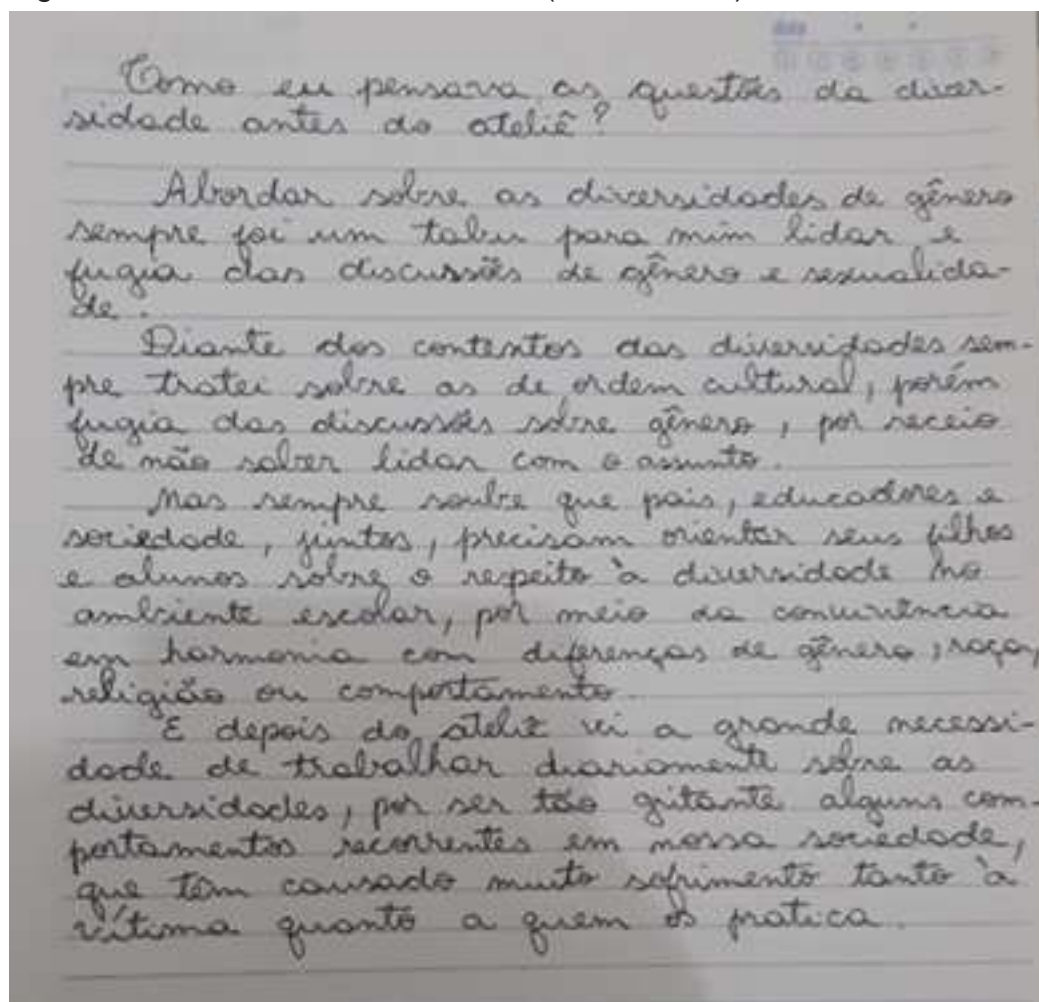 Como eu pensava as questões da diver-
sidade antes do ateliê?
Abordar sobre as diversidades de gênero
sempre foi um tabu para mim lidar e
fugia das discussões de gênero e sexualida-
de.
Diante dos contextos das diversidades sem-
pre tratei sobre as de ordem cultural, porém
fugia das discussões sobre gênero, por receio
de não saber lidar com o assunto.
Mas sempre soube que pais, educadores e
sociedade, juntos, precisam orientar seus filhos
e alunos sobre o respeito à diversidade no
ambiente escolar, por meio da convivência
em harmonia com diferenças de gênero, raça,
religião ou comportamento.
E depois do ateliê vi a grande necessi-
dade de trabalhar diariamente sobre as
diversidades, por ser tão gritante alguns com-
portamentos recorrentes em nossa sociedade,
que têm causado muito sofrimento tanto à
vítima quanto a quem os pratica.